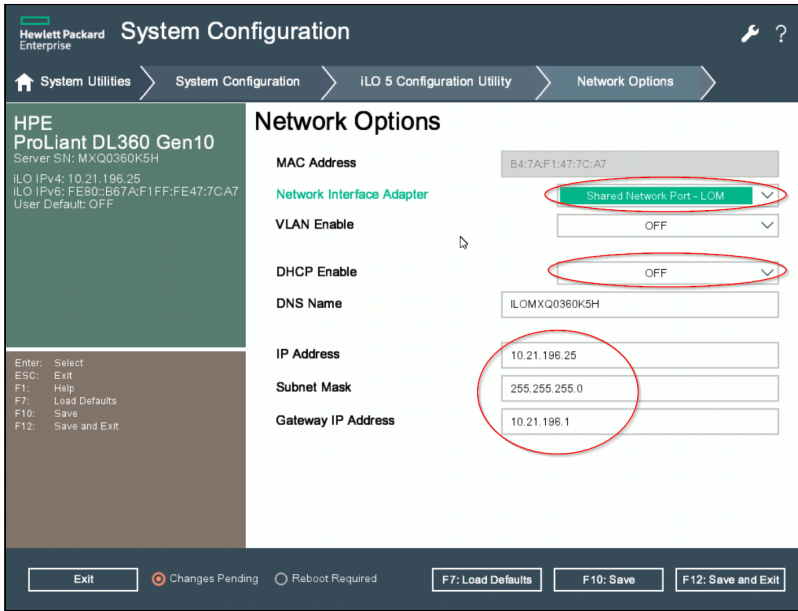 Hewlett Packard
Enterprise
System Configuration
?
System Utilities
System Configuration
iLO 5 Configuration Utility
Network Options
HPE
ProLiant DL360 Gen10
Server SN: MXQ0360K5H
iLO IPv4: 10.21.196.25
iLO IPv6: FE80::B67A:F1FF:FE47:7CA7
User Default: OFF
Enter: Select
ESC: Exit
F1: Help
F7: Load Defaults
F10: Save
F12: Save and Exit
Network Options
MAC Address B4:7A:F1:47:7C:A7
Network Interface Adapter Shared Network Port - LOM
VLAN Enable OFF
DHCP Enable OFF
DNS Name ILOMXQ0360K5H
IP Address 10.21.196.25
Subnet Mask 255.255.255.0
Gateway IP Address 10.21.196.1
Exit
Changes Pending
Reboot Required
F7: Load Defaults
F10: Save
F12: Save and Exit